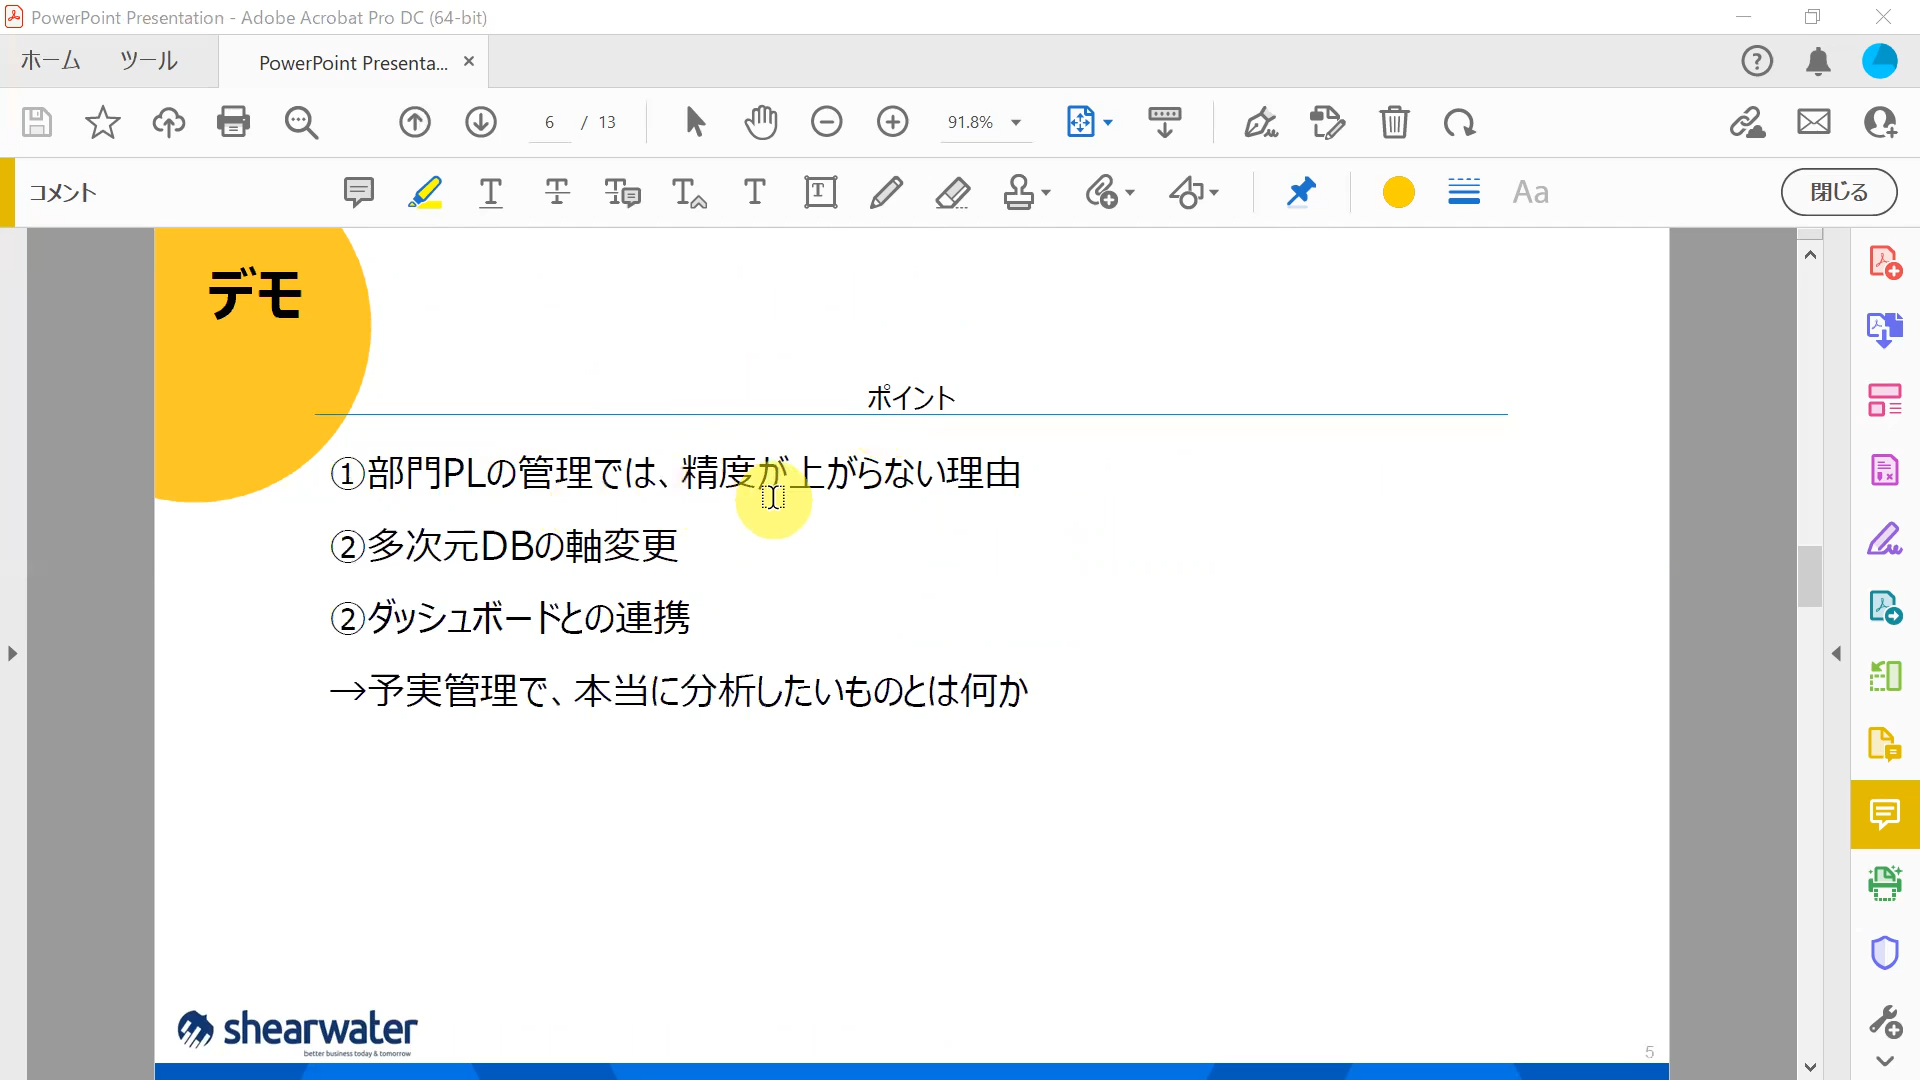 PowerPoint Presentation - Adobe Acrobat Pro DC (64-bit)
ホーム ツール PowerPoint Presenta...
6 / 13 91.8%
コメント 閉じる
デモ
ポイント
①部門PLの管理では、精度が上がらない理由
②多次元DBの軸変更
②ダッシュボードとの連携
→予実管理で、本当に分析したいものとは何か
shearwater
better business today & tomorrow
5